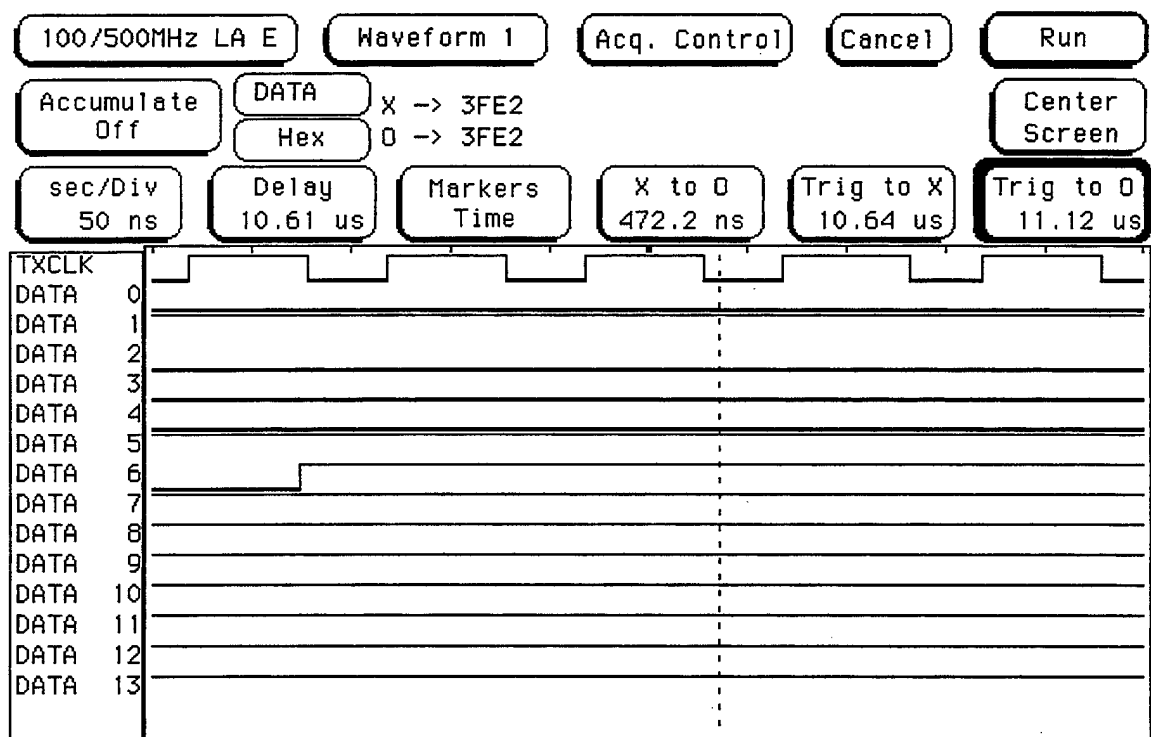 100/500MHz LA E Waveform 1 Acq. Control Cancel Run
Accumulate Off
DATA X -> 3FE2
Hex O -> 3FE2
Center Screen
sec/Div Delay Markers X to O Trig to X Trig to O
50 ns 10.61 us Time 472.2 ns 10.64 us 11.12 us
TXCLK
DATA 0
DATA 1
DATA 2
DATA 3
DATA 4
DATA 5
DATA 6
DATA 7
DATA 8
DATA 9
DATA 10
DATA 11
DATA 12
DATA 13